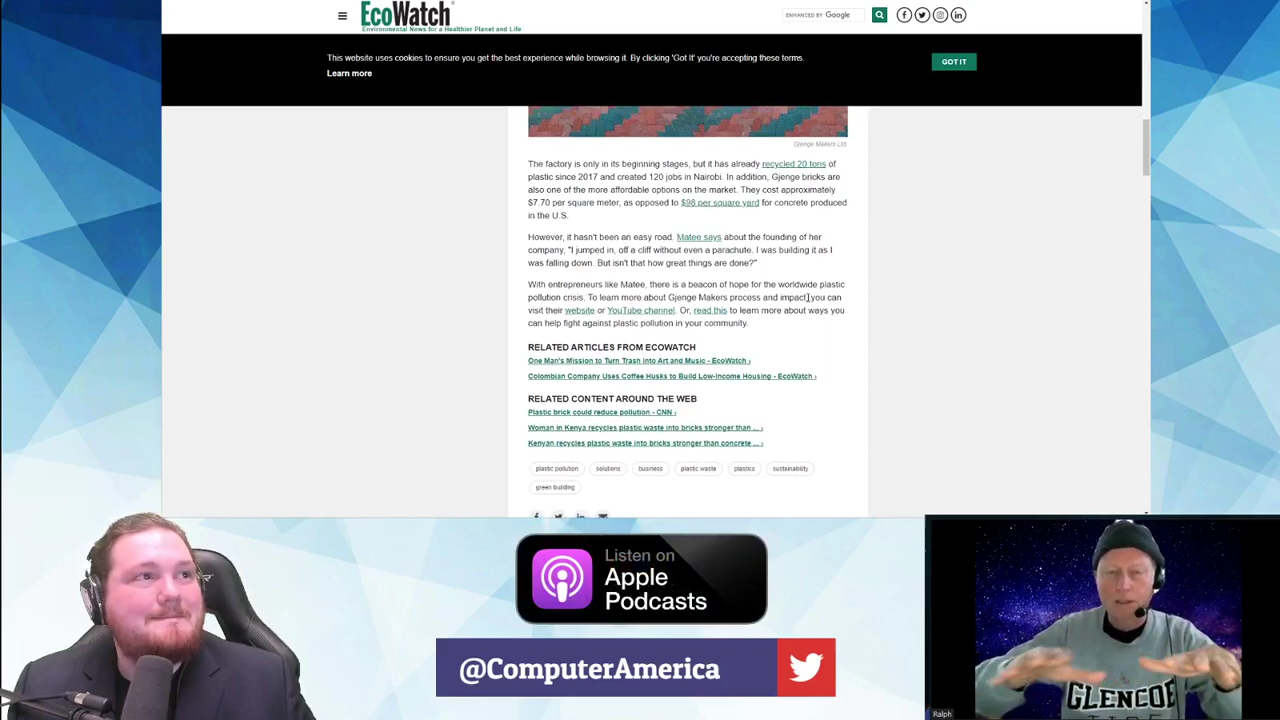 EcoWatch
Environmental News for a Healthier Planet and Life
ENHANCED BY Google
This website uses cookies to ensure you get the best experience while browsing it. By clicking 'Got It' you're accepting these terms.
Learn more
GOT IT
Gjenge Makers Ltd
The factory is only in its beginning stages, but it has already recycled 20 tons of
plastic since 2017 and created 120 jobs in Nairobi. In addition, Gjenge bricks are
also one of the more affordable options on the market. They cost approximately
$7.70 per square meter, as opposed to $98 per square yard for concrete produced
in the U.S.
However, it hasn't been an easy road. Matee says about the founding of her
company, "I jumped in, off a cliff without even a parachute. I was building it as I
was falling down. But isn't that how great things are done?"
With entrepreneurs like Matee, there is a beacon of hope for the worldwide plastic
pollution crisis. To learn more about Gjenge Makers process and impact, you can
visit their website or YouTube channel. Or, read this to learn more about ways you
can help fight against plastic pollution in your community.
RELATED ARTICLES FROM ECOWATCH
One Man's Mission to Turn Trash Into Art and Music - EcoWatch ›
Colombian Company Uses Coffee Husks to Build Low-Income Housing - EcoWatch ›
RELATED CONTENT AROUND THE WEB
Plastic brick could reduce pollution - CNN ›
Woman in Kenya recycles plastic waste into bricks stronger than ... ›
Kenyan recycles plastic waste into bricks stronger than concrete ... ›
plastic pollution solutions business plastic waste plastics sustainability
green building
Listen on
Apple
Podcasts
@ComputerAmerica
GLENCOE
Ralph